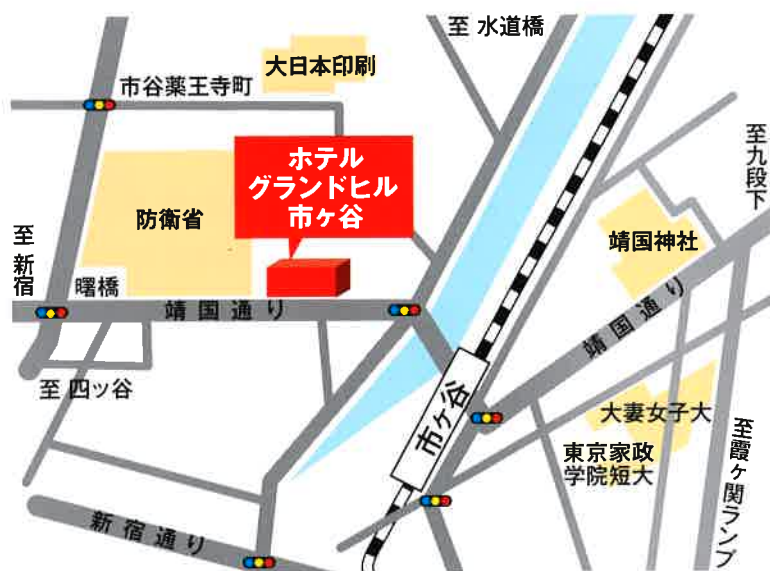 至 水道橋
大日本印刷
市谷薬王寺町
ホテル
グランドヒル
市ヶ谷
至九段下
防衛省
靖国神社
至 新宿
曙橋
靖国通り
靖国通り
至 四ッ谷
市ヶ谷
大妻女子大
東京家政
学院短大
至霞ヶ関ランプ
新宿通り